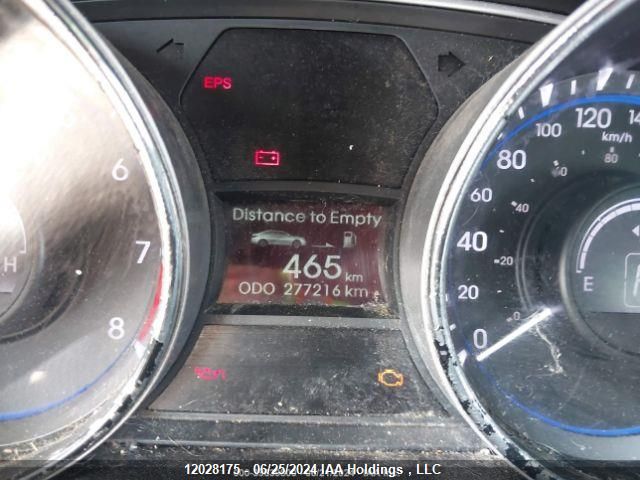 EPS
Distance to Empty
465 km
ODO 277216 km
6
7
8
H
0
20
40
60
80
100
120
km/h
0
20
40
60
80
E
12028175 - 06/25/2024 IAA Holdings , LLC